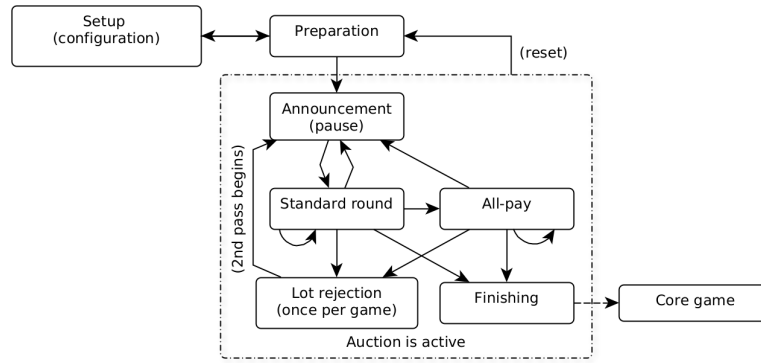 Setup
(configuration)
Preparation
(reset)
Announcement
(pause)
(2nd pass begins)
Standard round
All-pay
Lot rejection
(once per game)
Finishing
Core game
Auction is active